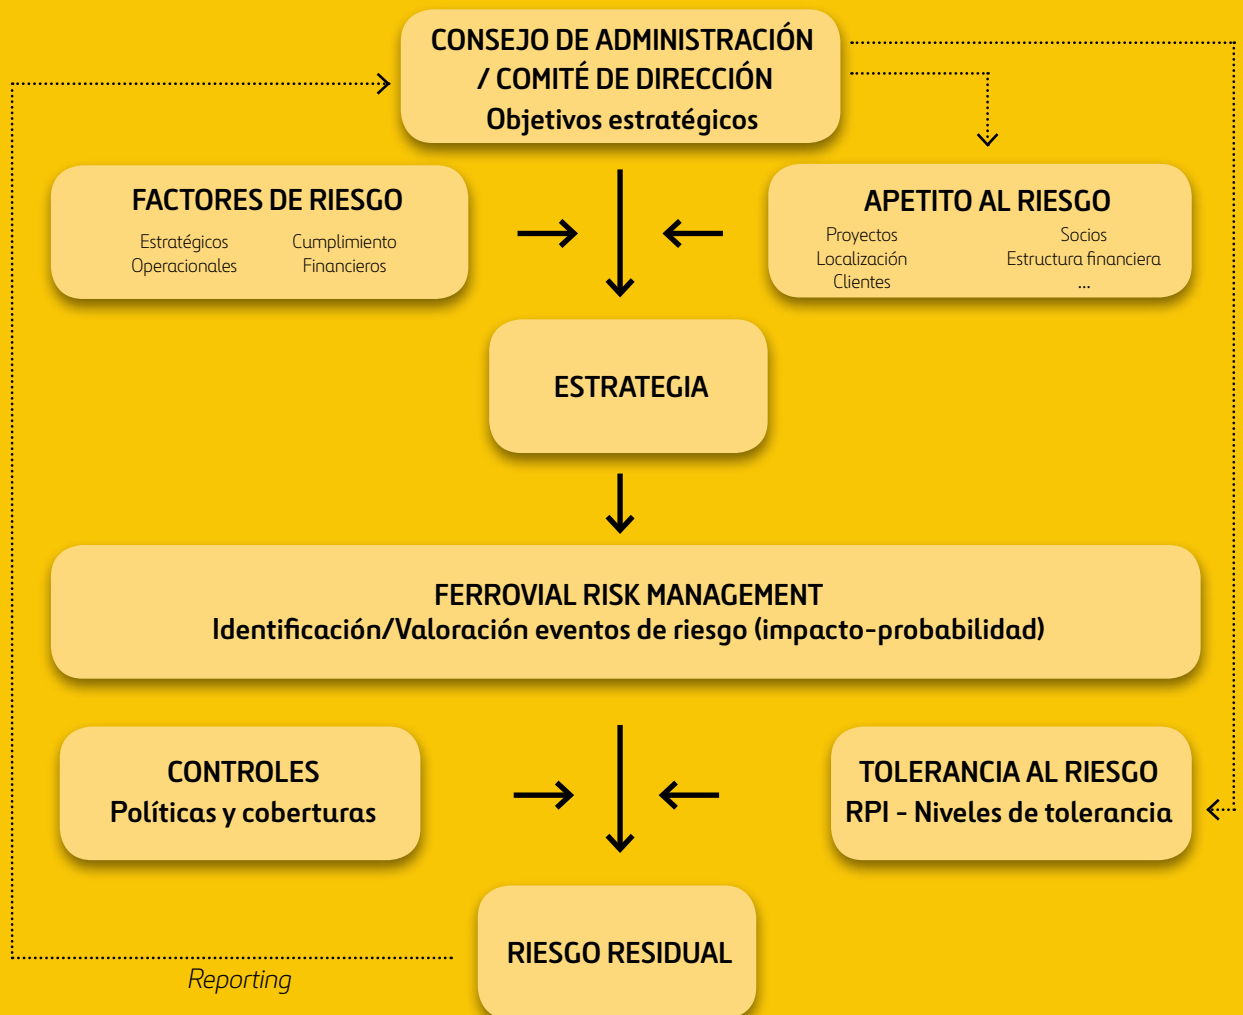 CONSEJO DE ADMINISTRACIÓN
/ COMITÉ DE DIRECCIÓN
Objetivos estratégicos
FACTORES DE RIESGO
Estratégicos
Operacionales
Cumplimiento
Financieros
APETITO AL RIESGO
Proyectos
Localización
Clientes
Socios
Estructura financiera
...
ESTRATEGIA
FERROVIAL RISK MANAGEMENT
Identificación/Valoración eventos de riesgo (impacto-probabilidad)
CONTROLES
Políticas y coberturas
TOLERANCIA AL RIESGO
RPI - Niveles de tolerancia
RIESGO RESIDUAL
Reporting